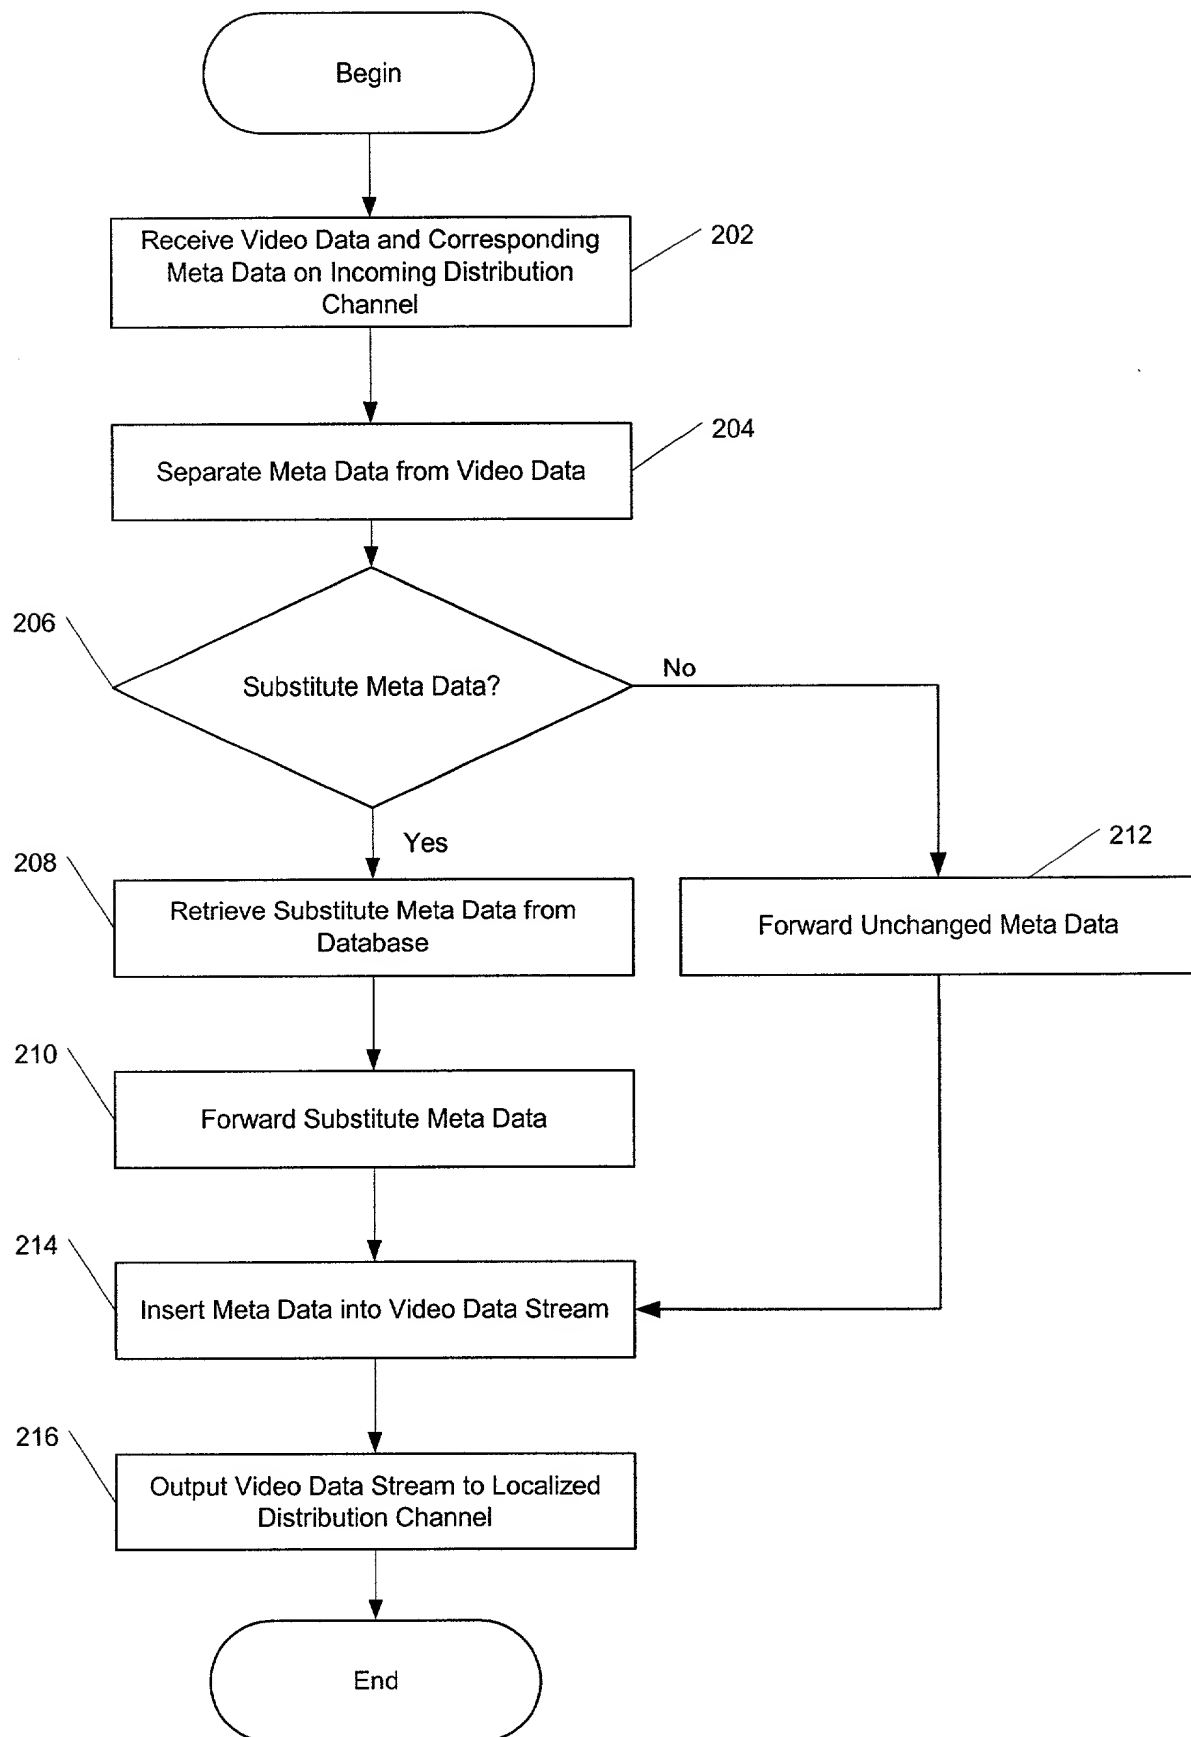 Begin
Receive Video Data and Corresponding
Meta Data on Incoming Distribution
Channel
202
Separate Meta Data from Video Data
204
206
Substitute Meta Data?
No
Yes
208
Retrieve Substitute Meta Data from
Database
212
Forward Unchanged Meta Data
210
Forward Substitute Meta Data
214
Insert Meta Data into Video Data Stream
216
Output Video Data Stream to Localized
Distribution Channel
End